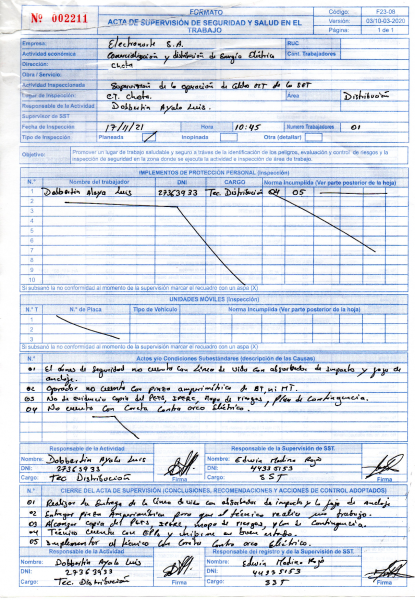 Nº 002211
FORMATO
ACTA DE SUPERVISIÓN DE SEGURIDAD Y SALUD EN EL TRABAJO
Código: F23-08
Versión: 03/10-03-2020
Página: 1 de 1
Empresa: Electronorte S.A. RUC
Actividad económica Comercialización y distribución de Energía Eléctrica Cant. Trabajadores
Dirección: Chota
Obra / Servicio:
Actividad Inspeccionada Supervisión de la operación de MT de la SET
Lugar de Inspección: Chota. Área Distribución
Responsable de la Actividad Dobbertin Ayala Luis.
Supervisor de SST
Fecha de Inspección 17/11/21 Hora 10:45 Numero Trabajadores 01
Tipo de Inspección: Planeada Inopinada Otra (detallar)
Objetivo: Promover un lugar de trabajo saludable y seguro a través de la identificación de los peligros, evaluación y control de riesgos y la inspección de seguridad en la zona donde se ejecuta la actividad e inspección de área de trabajo.
IMPLEMENTOS DE PROTECCIÓN PERSONAL (Inspección)
N.° Nombre del trabajador DNI CARGO Norma Incumplida (Ver parte posterior de la hoja)
1 Dobbertin Alaya Luis 27363933 Tec. Distribución 04 05
2
3
4
5
6
7
8
9
10
Si subsanó la no conformidad al momento de la supervisión marcar el recuadro con un aspa (X)
UNIDADES MÓVILES (Inspección)
N.° T N.° de Placa Tipo de Vehículo Norma Incumplida (Ver parte posterior de la hoja)
1
2
3
Si subsanó la no conformidad al momento de la supervisión marcar el recuadro con un aspa (X)
N.° Actos y/o Condiciones Subestándares (descripción de las Causas)
01 El de Seguridad no cuenta con línea de vida con absorbedor de impacto y faja de anclaje.
02 Operador no cuenta con pinza amperimétrica de BT ni MT.
03 No se evidencia copia del PETS, IPERC, mapa de riesgos, Plan de contingencia.
04 No cuenta con Careta Contra arco Eléctrico.
Responsable de la Actividad
Nombre: Dobbertin Ayala Luis
DNI: 27363933
Cargo: Tec Distribución Firma
Responsable de la Supervisión de SST
Nombre: Edwin Medina Rojo
DNI: 44335153
Cargo: SST Firma
N.° CIERRE DEL ACTA DE SUPERVISIÓN (CONCLUSIONES, RECOMENDACIONES Y ACCIONES DE CONTROL ADOPTADOS)
01 Realizar la Entrega de la línea de vida con absorbedor de impacto y la faja de anclaje
02 Entregar pinza Amperimétrica para que el técnico realice su trabajo.
03 Alcanzar copia del PETS, IPERC, mapa de riesgos, plan de Contingencia.
04 Técnico cuenta con EPPs y uniforme en buen estado.
05 Implementar al técnico con Careta Contra arco Eléctrico.
Responsable de la Actividad
Nombre: Dobbertin Ayala Luis
DNI: 27363933
Cargo: Tec. Distribución Firma
Responsable del registro y de la Supervisión de SST.
Nombre: Edwin Medina Rojo
DNI: 44335153
Cargo: SST Firma